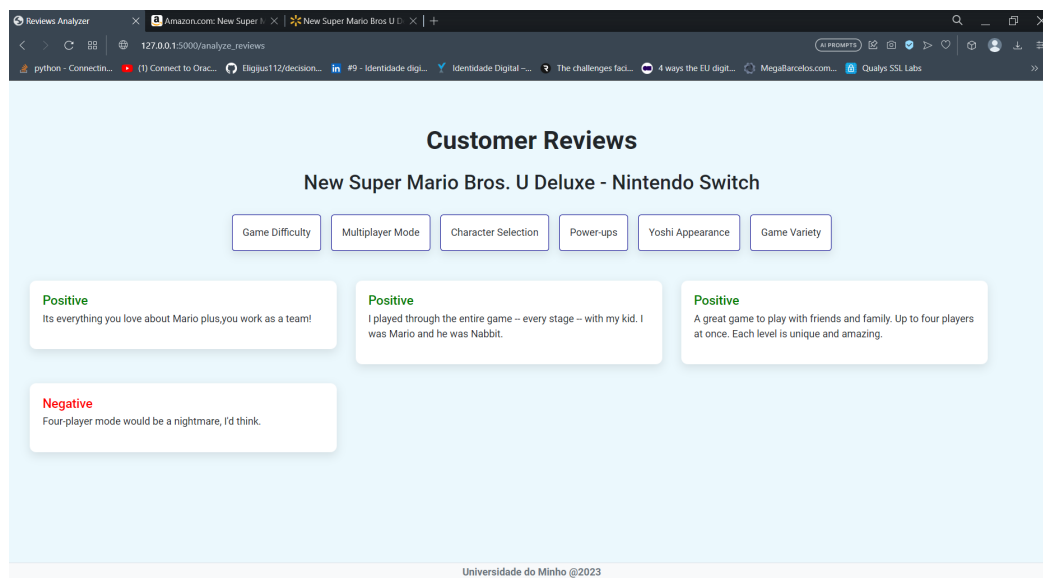 Reviews Analyzer
Amazon.com: New Super M
New Super Mario Bros U D
127.0.0.1:5000/analyze_reviews
AI PROMPTS
python - Connectin...
(1) Connect to Orac...
Eligijus112/decision...
#9 - Identidade digi...
Identidade Digital –...
The challenges faci...
4 ways the EU digit...
MegaBarcelos.com...
Qualys SSL Labs
Customer Reviews
New Super Mario Bros. U Deluxe - Nintendo Switch
Game Difficulty
Multiplayer Mode
Character Selection
Power-ups
Yoshi Appearance
Game Variety
Positive
Its everything you love about Mario plus,you work as a team!
Positive
I played through the entire game -- every stage -- with my kid. I
was Mario and he was Nabbit.
Positive
A great game to play with friends and family. Up to four players
at once. Each level is unique and amazing.
Negative
Four-player mode would be a nightmare, I'd think.
Universidade do Minho @2023